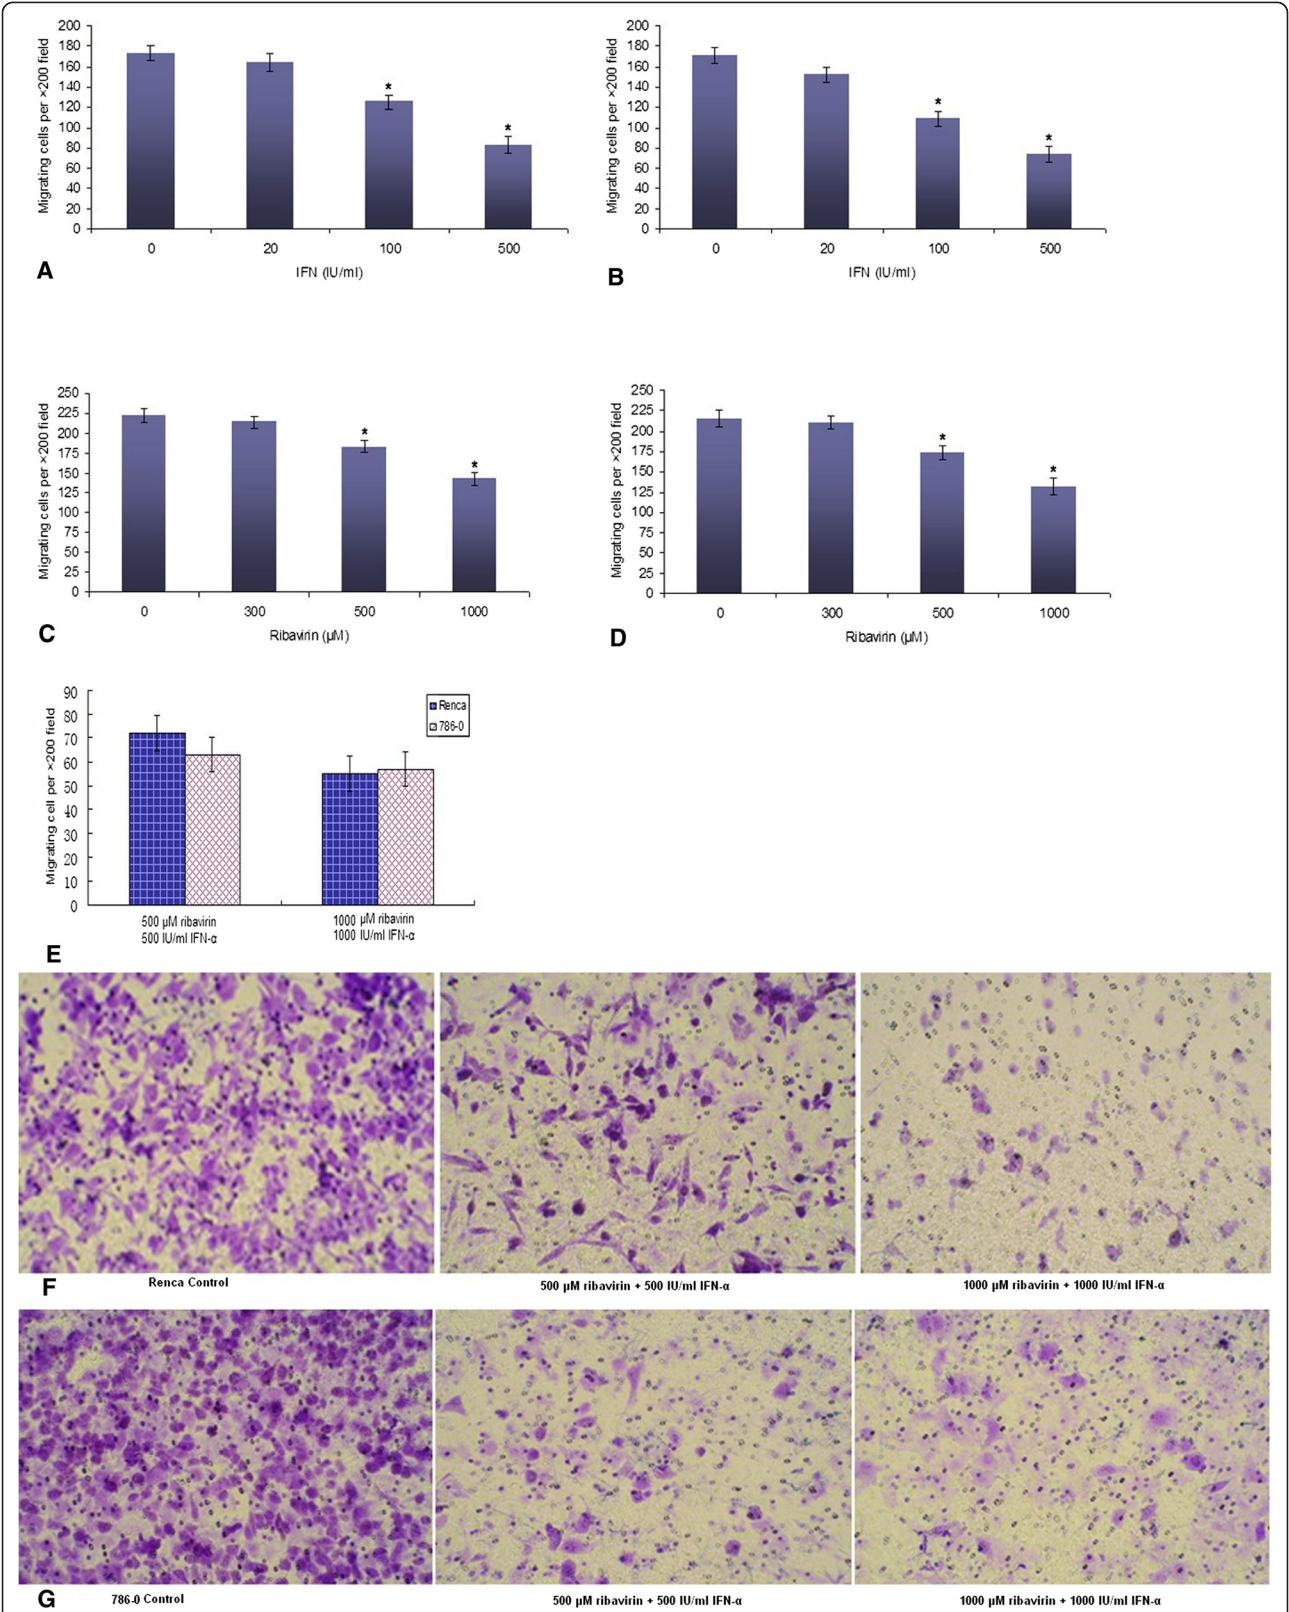 200
180
160
140
120
100
80
60
40
20
0
Migrating cells per ×200 field
*
*
0 20 100 500
IFN (IU/ml)
A
200
180
160
140
120
100
80
60
40
20
0
Migrating cells per ×200 field
*
*
0 20 100 500
IFN (IU/ml)
B
250
225
200
175
150
125
100
75
50
25
0
Migrating cells per ×200 field
*
*
0 300 500 1000
Ribavirin (µM)
C
250
225
200
175
150
125
100
75
50
25
0
Migrating cells per ×200 field
*
*
0 300 500 1000
Ribavirin (µM)
D
90
80
70
60
50
40
30
20
10
0
Migrating cell per ×200 field
Renca
786-0
500 µM ribavirin
500 IU/ml IFN-α
1000 µM ribavirin
1000 IU/ml IFN-α
E
Renca Control
500 µM ribavirin + 500 IU/ml IFN-α
1000 µM ribavirin + 1000 IU/ml IFN-α
F
786-0 Control
500 µM ribavirin + 500 IU/ml IFN-α
1000 µM ribavirin + 1000 IU/ml IFN-α
G